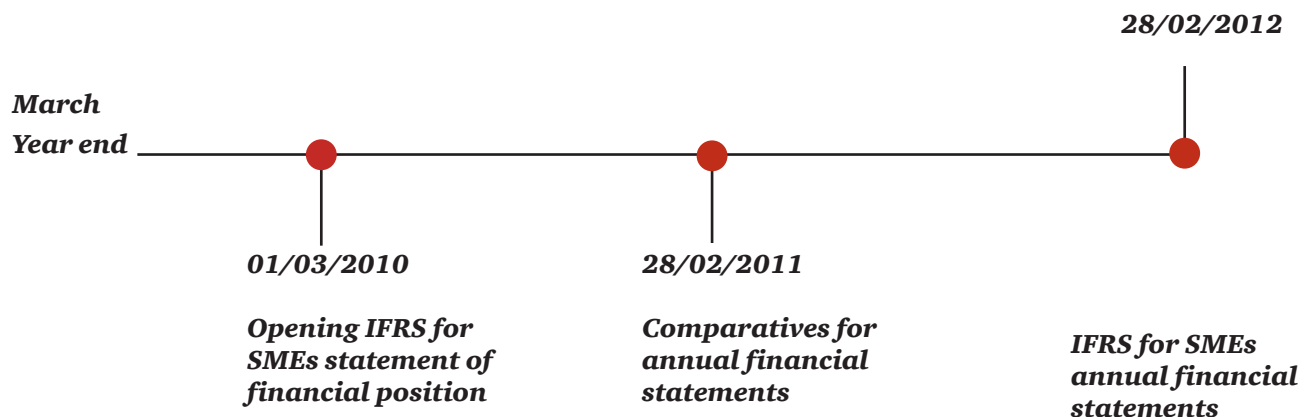 28/02/2012
March
Year end
01/03/2010
28/02/2011
Opening IFRS for
SMEs statement of
financial position
Comparatives for
annual financial
statements
IFRS for SMEs
annual financial
statements